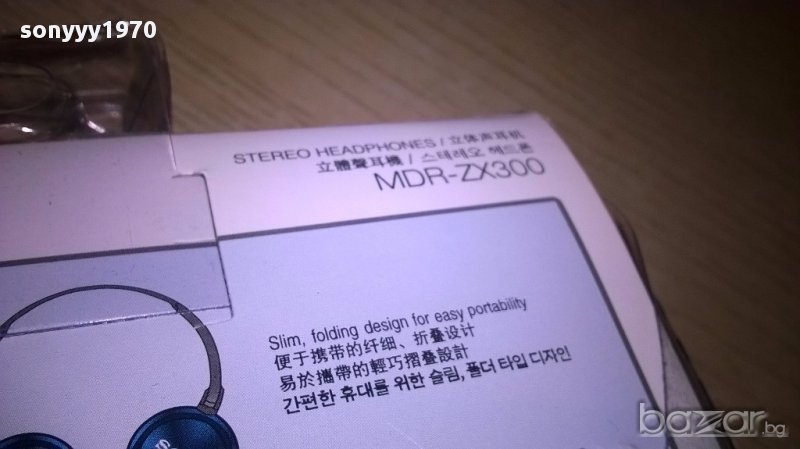 sonyyy1970
STEREO HEADPHONES / 立体声耳机
立體聲耳機 / 스테레오 헤드폰
MDR-ZX300
Slim, folding design for easy portability
便于携带的纤细、折叠设计
易於攜帶的輕巧摺疊設計
간편한 휴대를 위한 슬림, 폴더 타입 디자인
bazar.bg